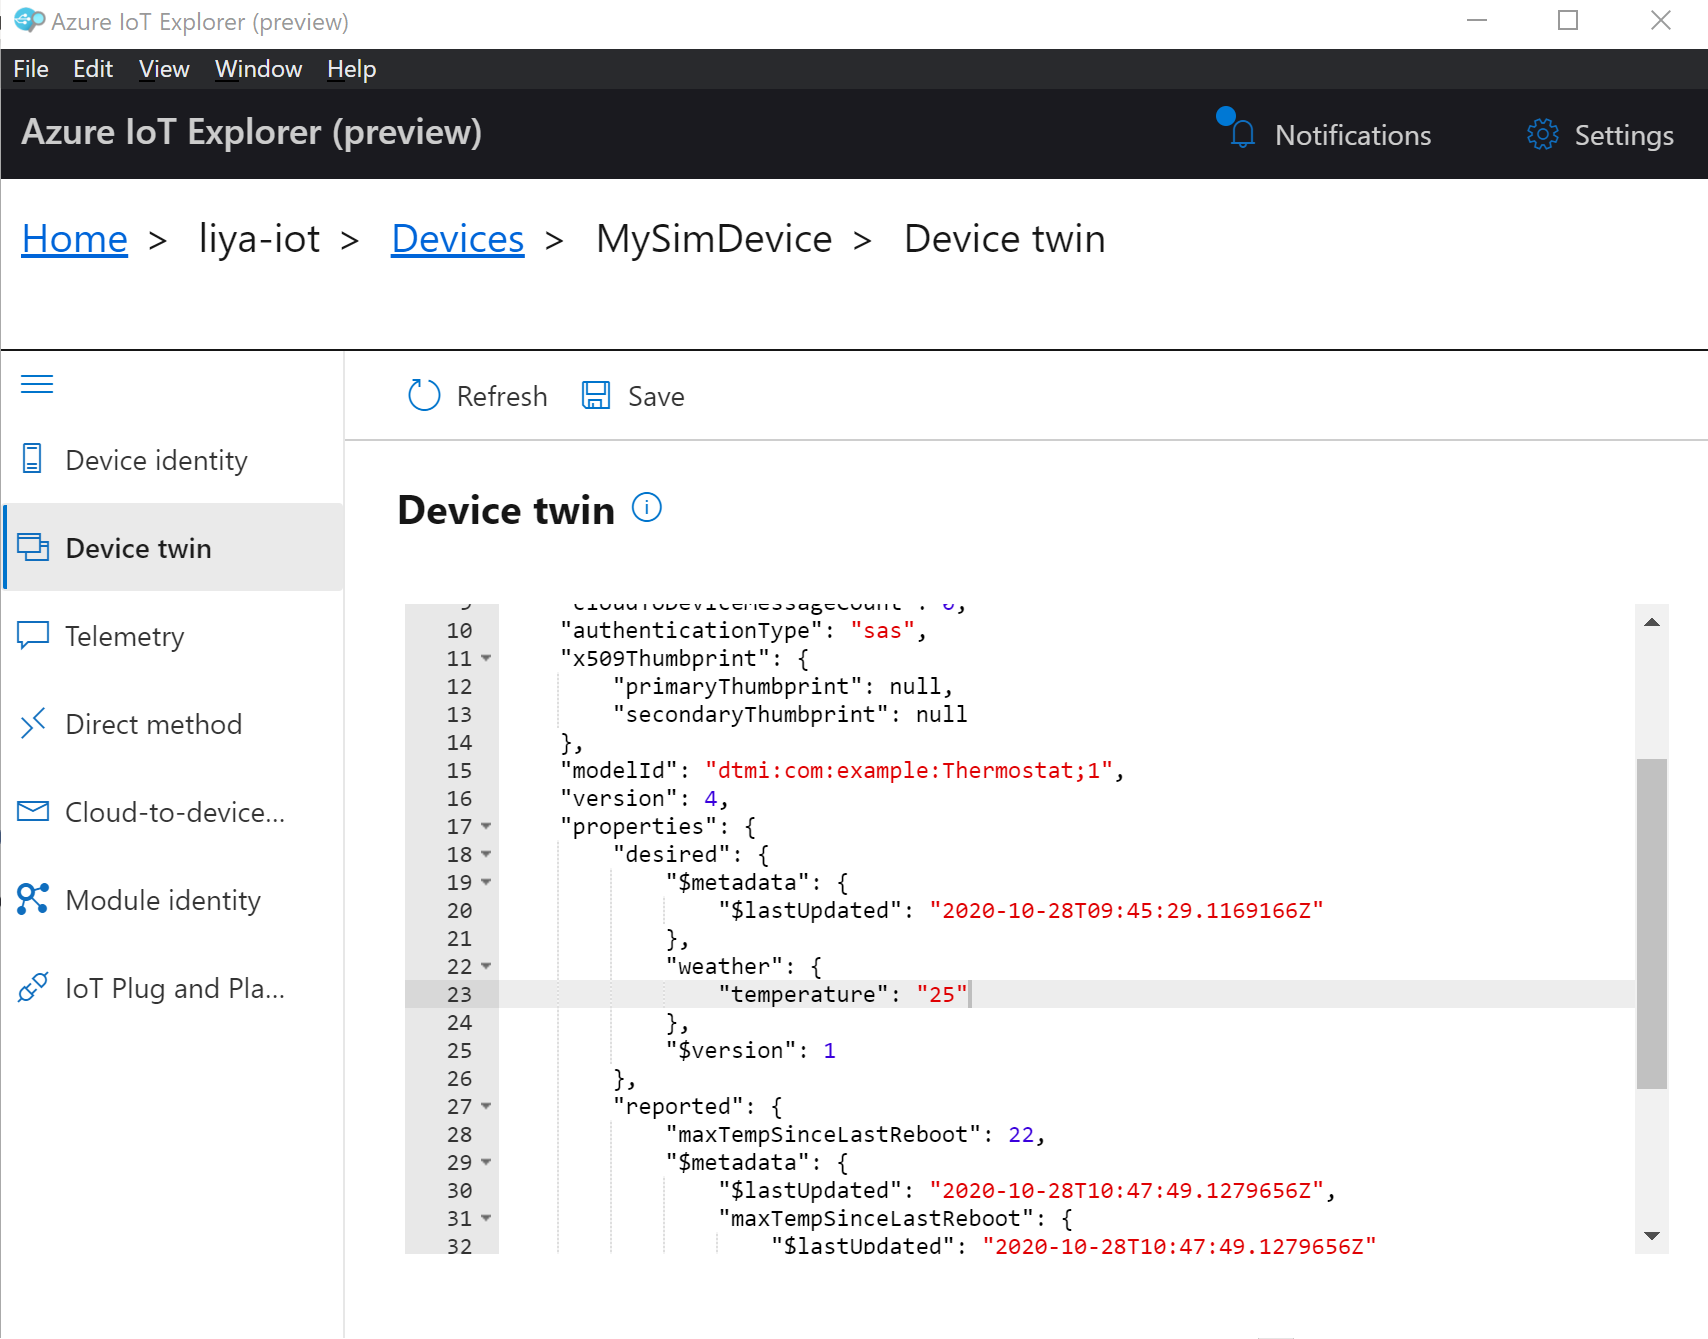 Azure IoT Explorer (preview)
File Edit View Window Help
Azure IoT Explorer (preview) Notifications Settings
Home > liya-iot > Devices > MySimDevice > Device twin
Refresh Save
Device identity
Device twin
Telemetry
Direct method
Cloud-to-device...
Module identity
IoT Plug and Pla...
Device twin
9 "cloudToDeviceMessageCount": 0,
10 "authenticationType": "sas",
11 "x509Thumbprint": {
12 "primaryThumbprint": null,
13 "secondaryThumbprint": null
14 },
15 "modelId": "dtmi:com:example:Thermostat;1",
16 "version": 4,
17 "properties": {
18 "desired": {
19 "$metadata": {
20 "$lastUpdated": "2020-10-28T09:45:29.1169166Z"
21 },
22 "weather": {
23 "temperature": "25"
24 },
25 "$version": 1
26 },
27 "reported": {
28 "maxTempSinceLastReboot": 22,
29 "$metadata": {
30 "$lastUpdated": "2020-10-28T10:47:49.1279656Z",
31 "maxTempSinceLastReboot": {
32 "$lastUpdated": "2020-10-28T10:47:49.1279656Z"